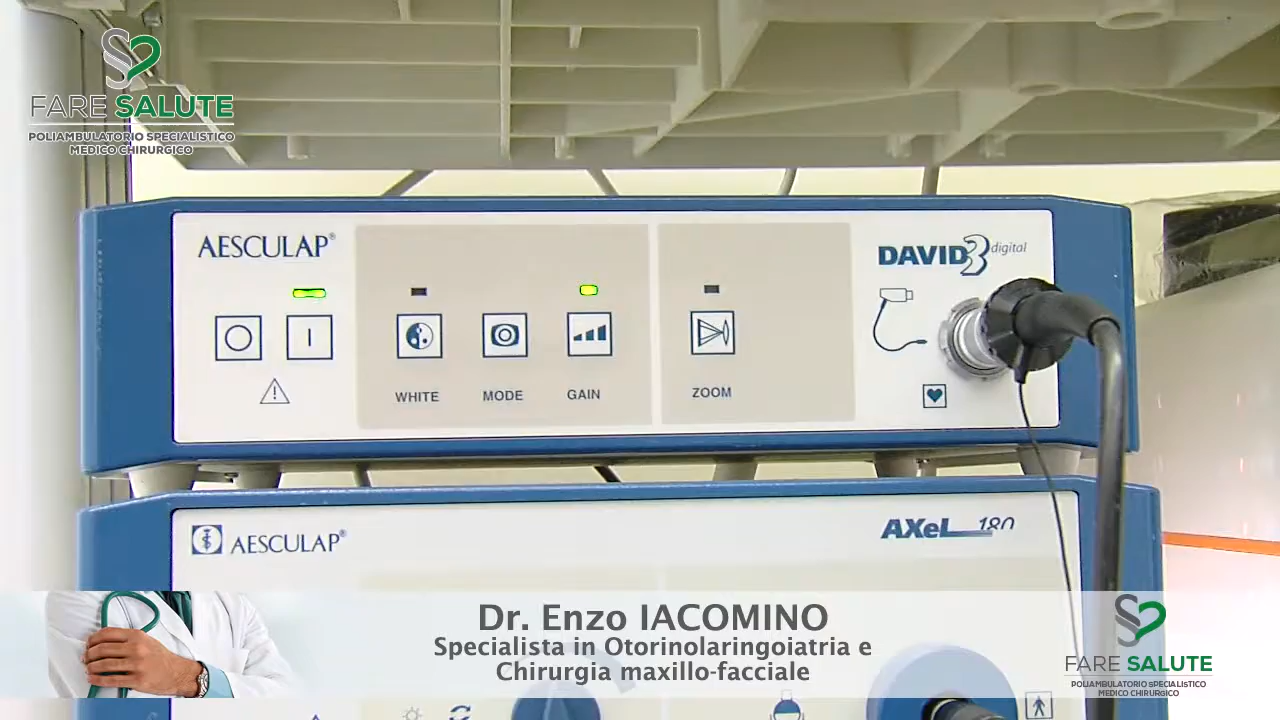 FARE SALUTE
POLIAMBULATORIO SPECIALISTICO
MEDICO CHIRURGICO
AESCULAP®
DAVID3 digital
WHITE
MODE
GAIN
ZOOM
AESCULAP®
AXeL 180
Dr. Enzo IACOMINO
Specialista in Otorinolaringoiatria e
Chirurgia maxillo-facciale
FARE SALUTE
POLIAMBULATORIO SPECIALISTICO
MEDICO CHIRURGICO